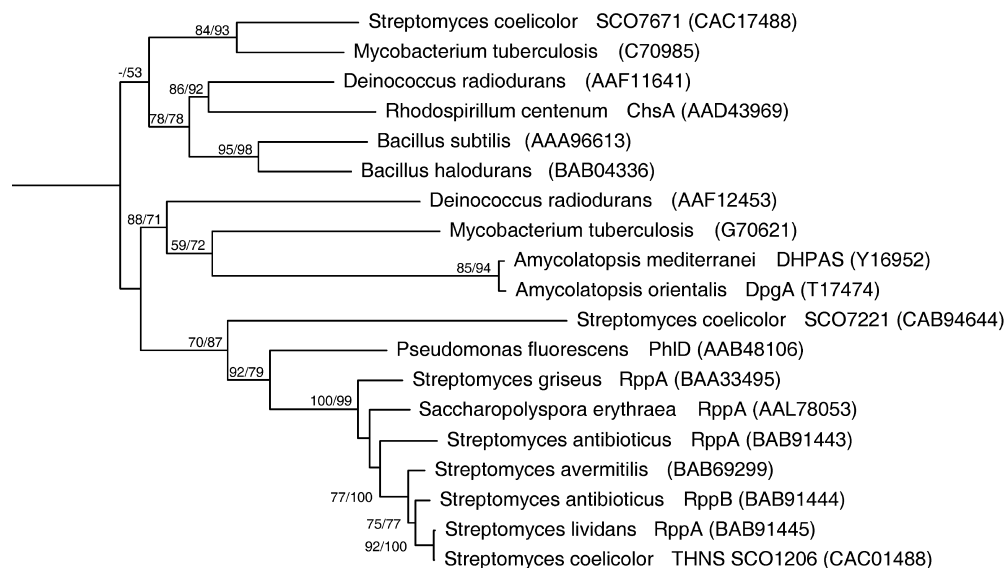 Streptomyces coelicolor SCO7671 (CAC17488)
84/93
Mycobacterium tuberculosis (C70985)
-/53
Deinococcus radiodurans (AAF11641)
86/92
Rhodospirillum centenum ChsA (AAD43969)
78/78
Bacillus subtilis (AAA96613)
95/98
Bacillus halodurans (BAB04336)
Deinococcus radiodurans (AAF12453)
88/71
Mycobacterium tuberculosis (G70621)
59/72
Amycolatopsis mediterranei DHPAS (Y16952)
85/94
Amycolatopsis orientalis DpgA (T17474)
Streptomyces coelicolor SCO7221 (CAB94644)
70/87
Pseudomonas fluorescens PhlD (AAB48106)
92/79
Streptomyces griseus RppA (BAA33495)
100/99
Saccharopolyspora erythraea RppA (AAL78053)
Streptomyces antibioticus RppA (BAB91443)
Streptomyces avermitilis (BAB69299)
77/100
Streptomyces antibioticus RppB (BAB91444)
75/77
Streptomyces lividans RppA (BAB91445)
92/100
Streptomyces coelicolor THNS SCO1206 (CAC01488)